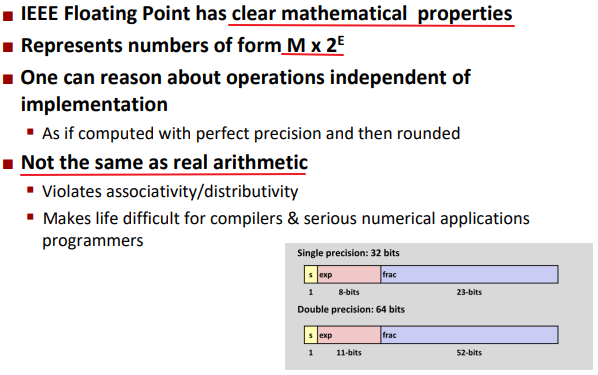 ■ IEEE Floating Point has clear mathematical properties
■ Represents numbers of form M x 2ᴱ
■ One can reason about operations independent of
implementation
▪ As if computed with perfect precision and then rounded
■ Not the same as real arithmetic
▪ Violates associativity/distributivity
▪ Makes life difficult for compilers & serious numerical applications
programmers
Single precision: 32 bits
s exp frac
1 8-bits 23-bits
Double precision: 64 bits
s exp frac
1 11-bits 52-bits